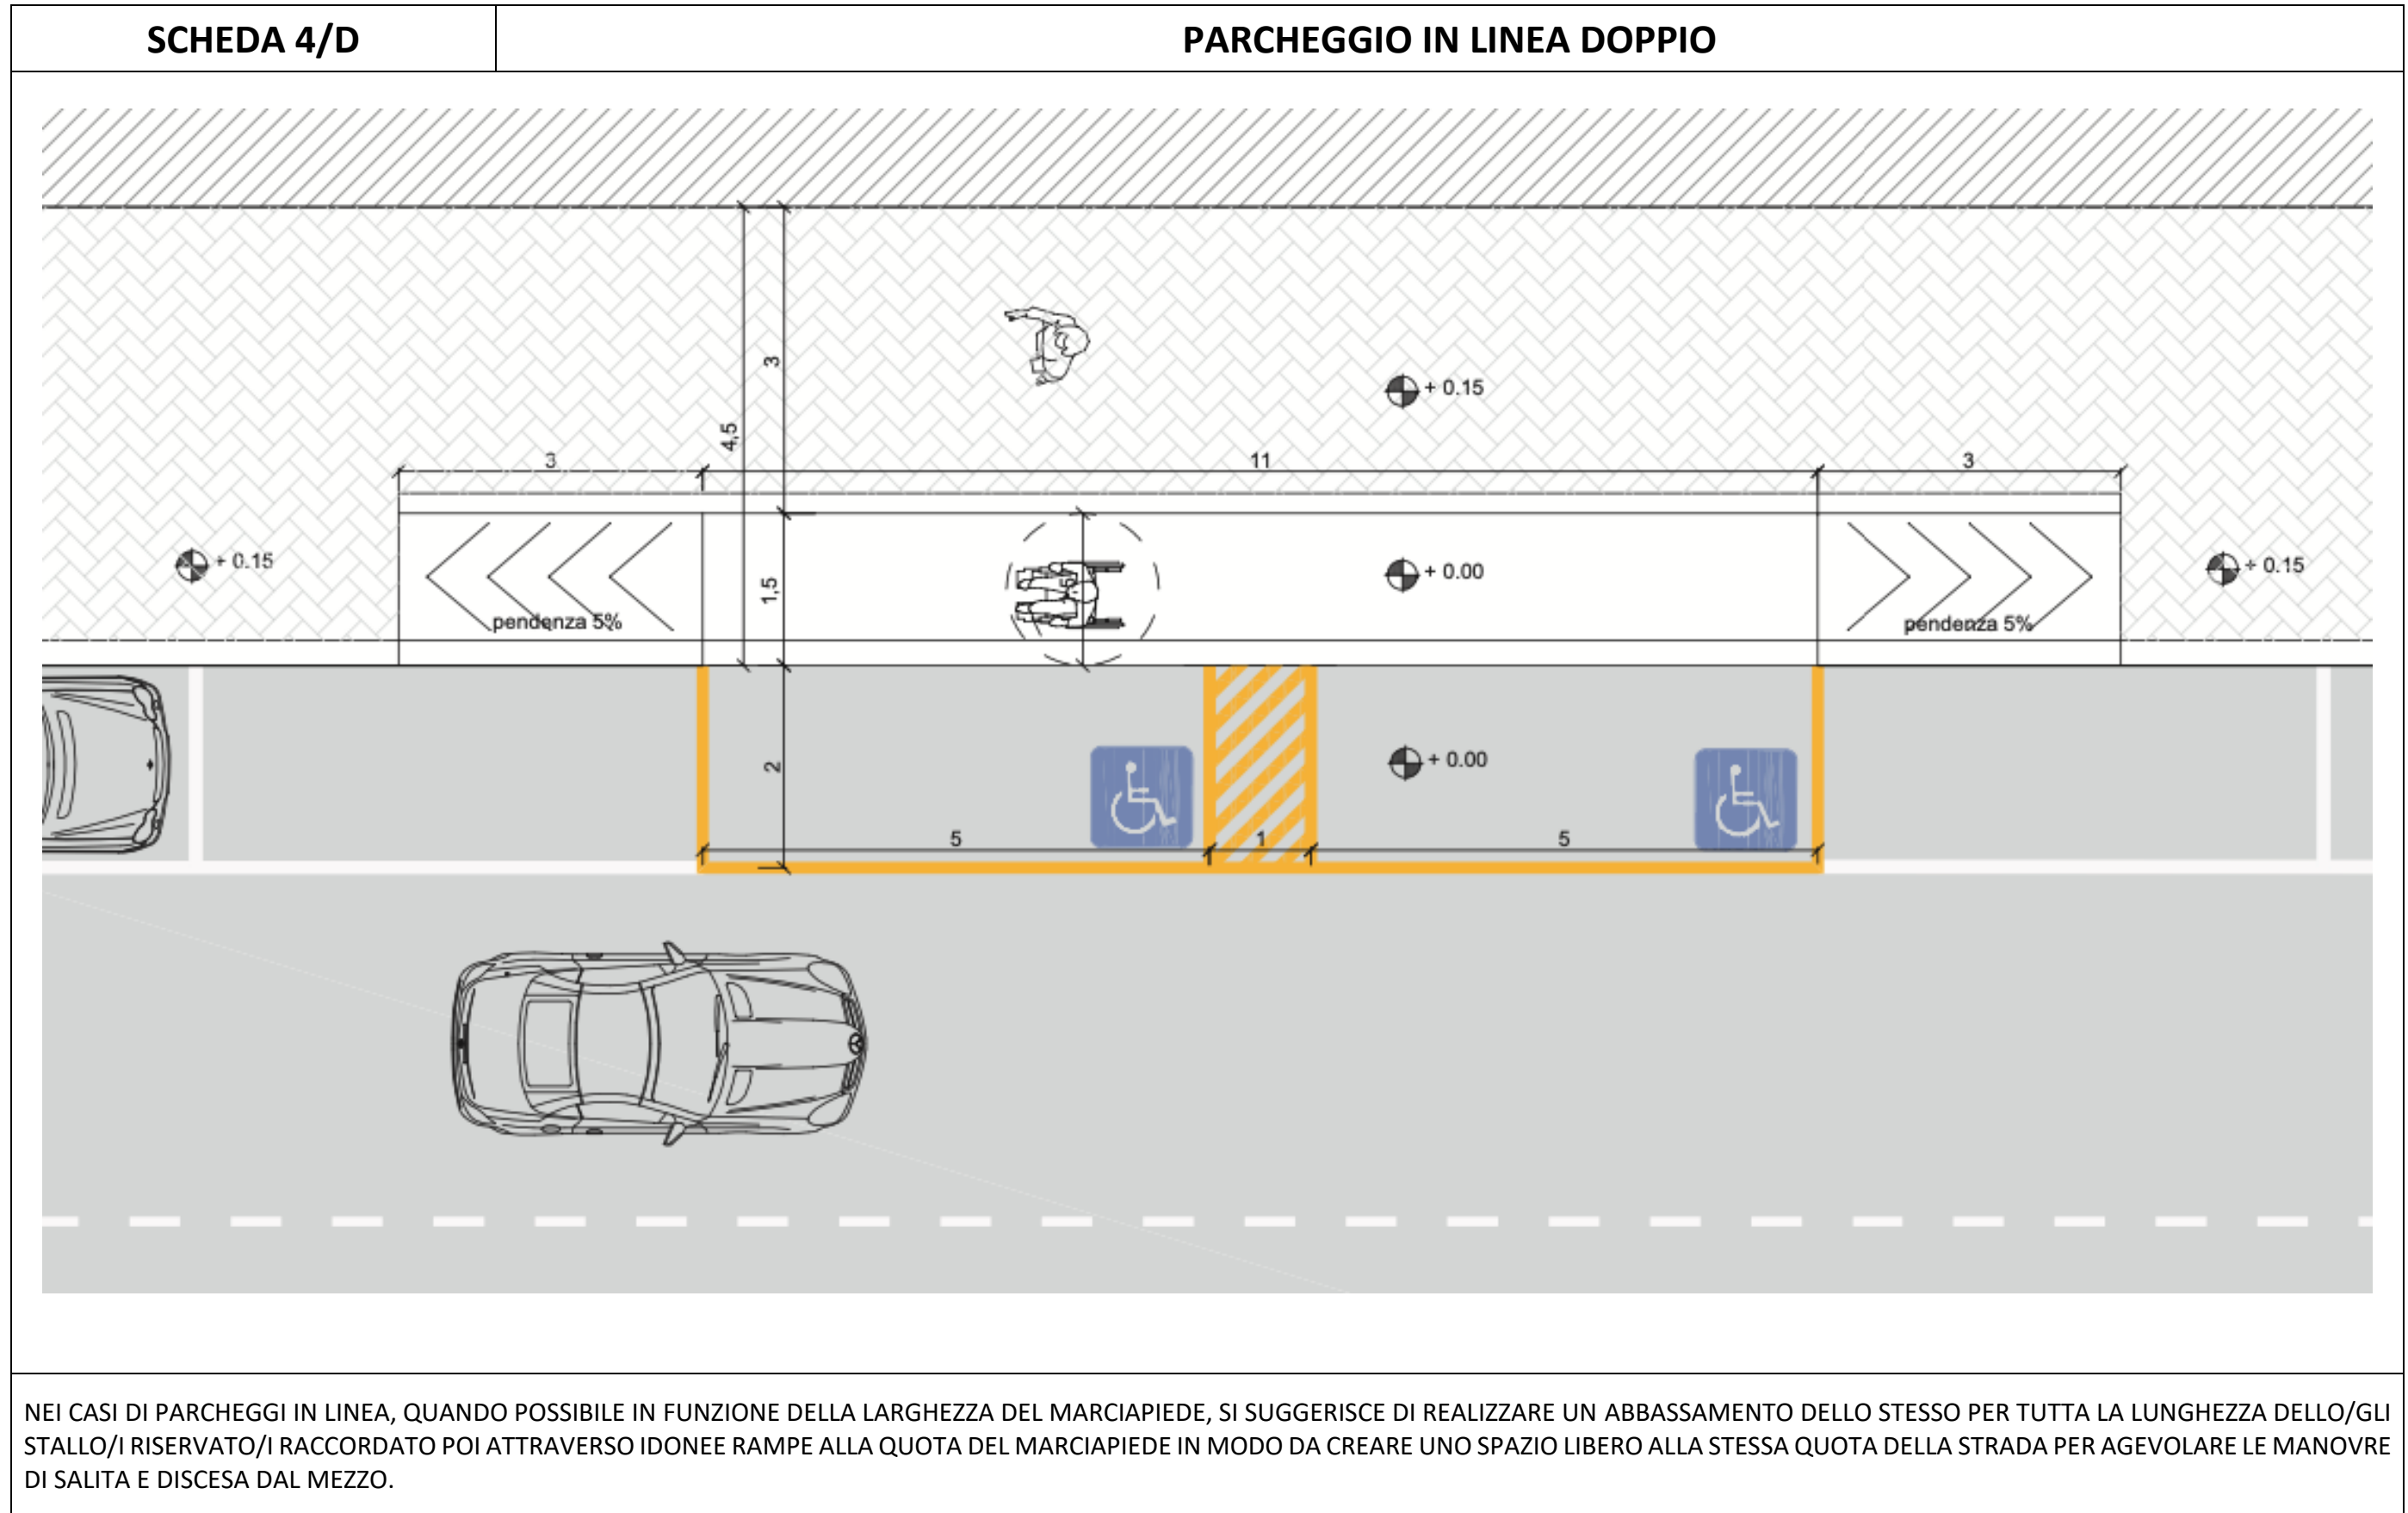 SCHEDA 4/D
PARCHEGGIO IN LINEA DOPPIO
3
+ 0.15
4,5
3
11
3
+ 0.15
1,5
+ 0.00
+ 0.15
pendenza 5%
pendenza 5%
2
+ 0.00
5
1
5
NEI CASI DI PARCHEGGI IN LINEA, QUANDO POSSIBILE IN FUNZIONE DELLA LARGHEZZA DEL MARCIAPIEDE, SI SUGGERISCE DI REALIZZARE UN ABBASSAMENTO DELLO STESSO PER TUTTA LA LUNGHEZZA DELLO/GLI
STALLO/I RISERVATO/I RACCORDATO POI ATTRAVERSO IDONEE RAMPE ALLA QUOTA DEL MARCIAPIEDE IN MODO DA CREARE UNO SPAZIO LIBERO ALLA STESSA QUOTA DELLA STRADA PER AGEVOLARE LE MANOVRE
DI SALITA E DISCESA DAL MEZZO.